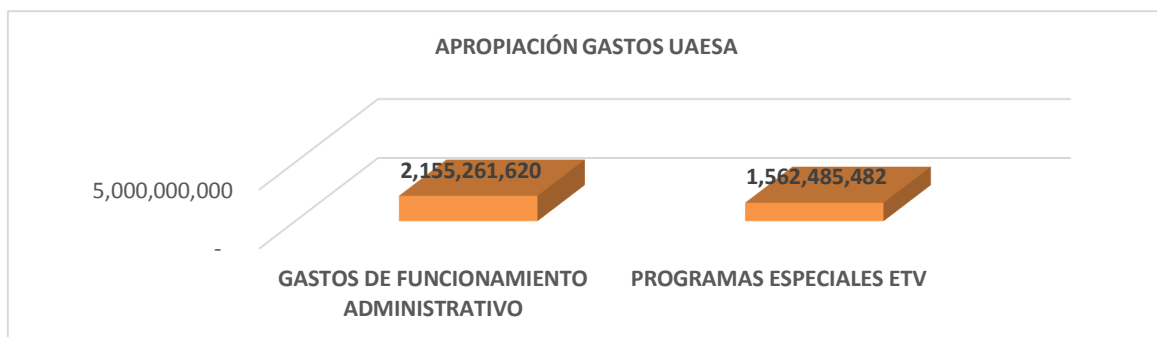 APROPIACIÓN GASTOS UAESA
2,155,261,620
1,562,485,482
5,000,000,000
-
GASTOS DE FUNCIONAMIENTO
ADMINISTRATIVO
PROGRAMAS ESPECIALES ETV